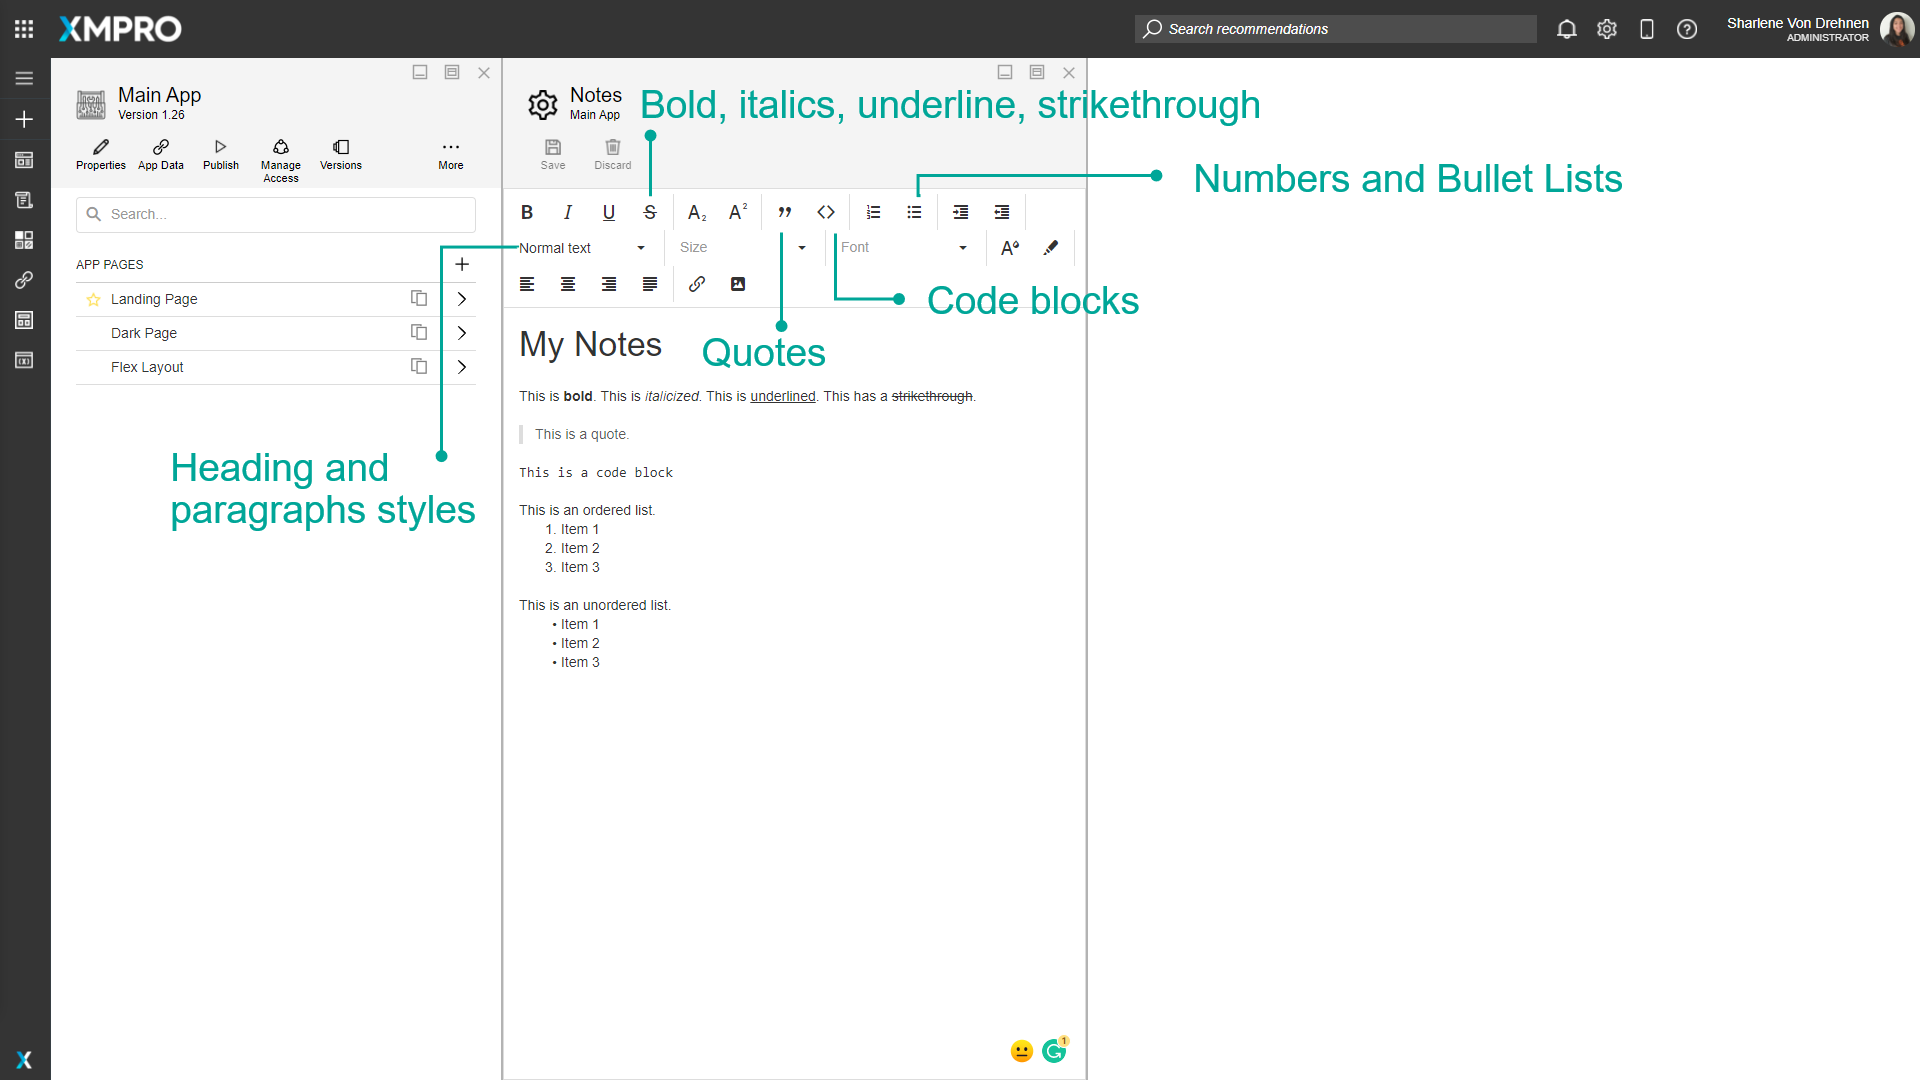 XMPRO
Search recommendations
Sharlene Von Drehnen
ADMINISTRATOR
Main App
Version 1.26
Properties
App Data
Publish
Manage
Access
Versions
More
Search...
APP PAGES
Landing Page
Dark Page
Flex Layout
Heading and
paragraphs styles
Notes
Main App
Bold, italics, underline, strikethrough
Save
Discard
Numbers and Bullet Lists
B I U S A2 A2
Normal text
Size
Font
Code blocks
Quotes
My Notes
This is bold. This is italicized. This is underlined. This has a strikethrough.
This is a quote.
This is a code block
This is an ordered list.
1. Item 1
2. Item 2
3. Item 3
This is an unordered list.
• Item 1
• Item 2
• Item 3
1